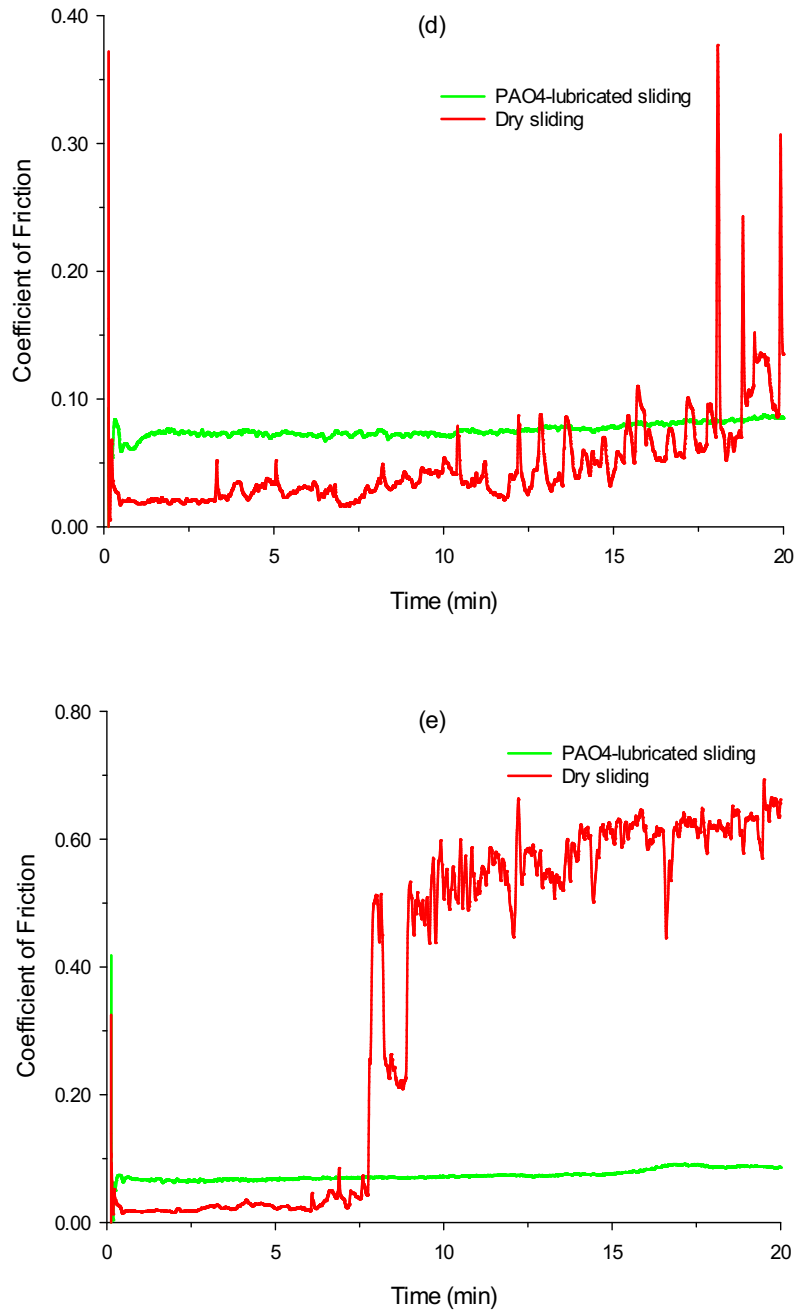 (d)
0.40
PAO4-lubricated sliding
Dry sliding
0.30
Coefficient of Friction
0.20
0.10
0.00
0 5 10 15 20
Time (min)
(e)
0.80
PAO4-lubricated sliding
Dry sliding
0.60
Coefficient of Friction
0.40
0.20
0.00
0 5 10 15 20
Time (min)